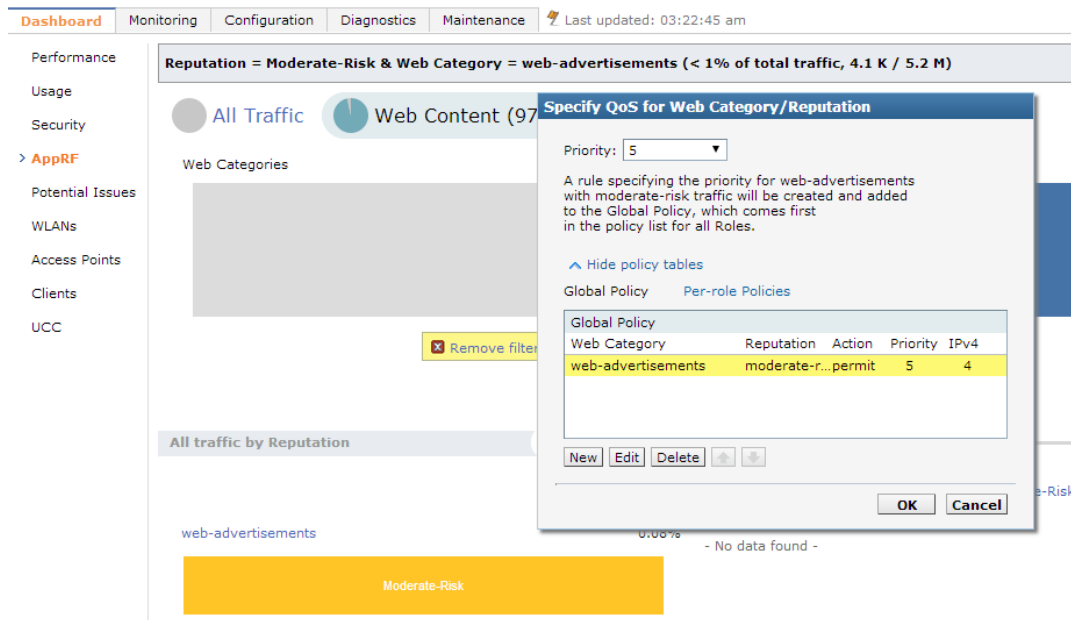 Dashboard Monitoring Configuration Diagnostics Maintenance Last updated: 03:22:45 am
Performance
Usage
Security
> AppRF
Potential Issues
WLANs
Access Points
Clients
UCC
Reputation = Moderate-Risk & Web Category = web-advertisements (< 1% of total traffic, 4.1 K / 5.2 M)
All Traffic Web Content (97
Web Categories
Remove filter
All traffic by Reputation
web-advertisements 0.08%
Moderate-Risk
e-Risk
- No data found -
Specify QoS for Web Category/Reputation
Priority: 5
A rule specifying the priority for web-advertisements
with moderate-risk traffic will be created and added
to the Global Policy, which comes first
in the policy list for all Roles.
Hide policy tables
Global Policy Per-role Policies
Global Policy
Web Category Reputation Action Priority IPv4
web-advertisements moderate-r... permit 5 4
New Edit Delete
OK Cancel